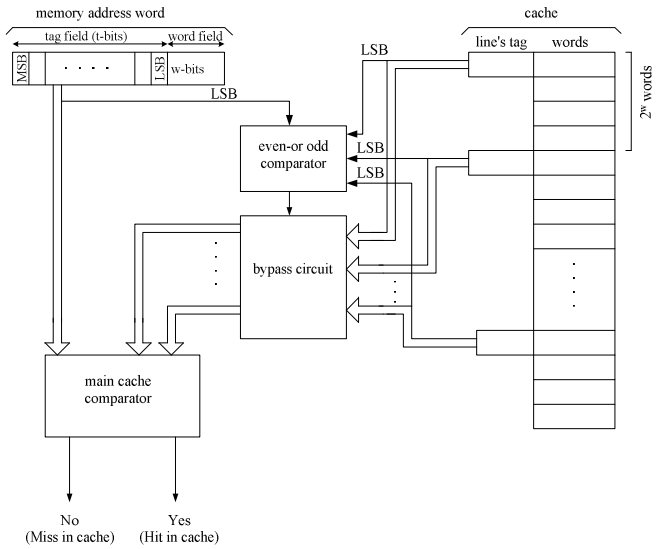 memory address word
cache
tag field (t-bits) word field
line's tag words
MSB
LSB
w-bits
LSB
LSB
2^w words
even-or odd
comparator
LSB
LSB
bypass circuit
main cache
comparator
No
(Miss in cache)
Yes
(Hit in cache)